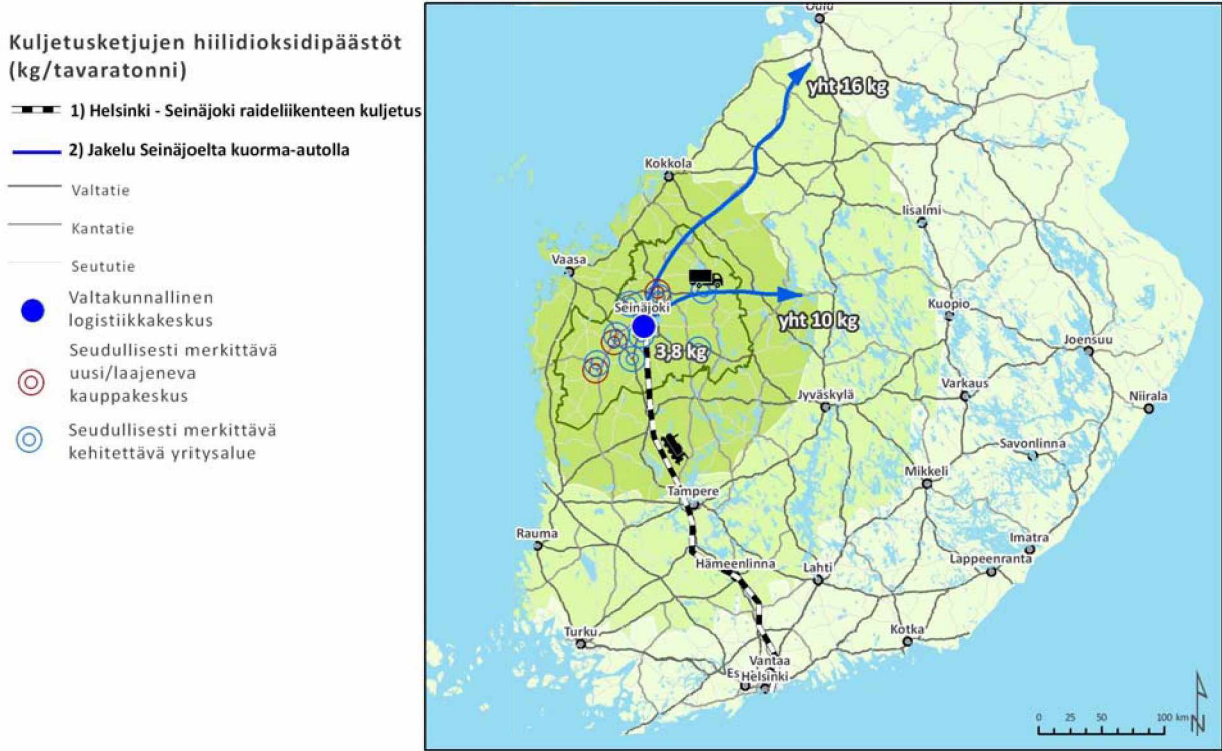 Kuljetusketjujen hiilidioksidipäästöt
(kg/tavaratonni)
1) Helsinki - Seinäjoki raideliikenteen kuljetus
2) Jakelu Seinäjoelta kuorma-autolla
Valtatie
Kantatie
Seututie
Valtakunnallinen
logistiikkakeskus
Seudullisesti merkittävä
uusi/laajeneva
kauppakeskus
Seudullisesti merkittävä
kehitettävä yritysalue
Oulu
yht 16 kg
Kokkola
Iisalmi
Vaasa
Seinäjoki
Kuopio
yht 10 kg
3,8 kg
Joensuu
Jyväskylä
Varkaus
Niirala
Savonlinna
Mikkeli
Tampere
Rauma
Imatra
Lappeenranta
Hämeenlinna
Lahti
Turku
Kotka
Vantaa
Es
Helsinki
N
0 25 50 100 km